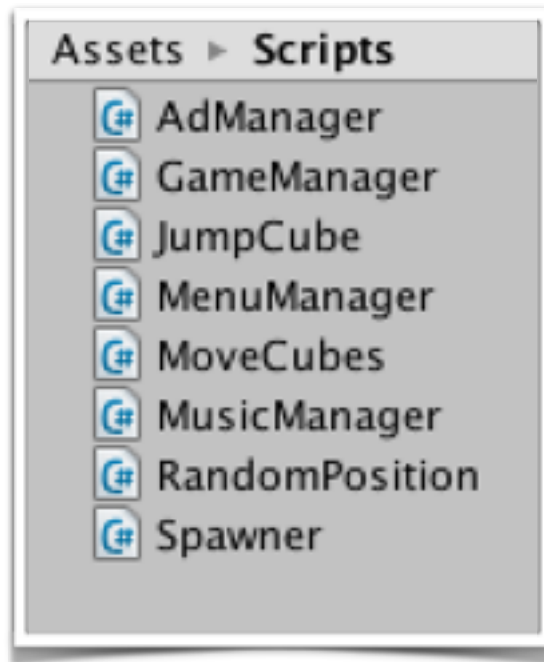 Assets ▸ Scripts
C# AdManager
C# GameManager
C# JumpCube
C# MenuManager
C# MoveCubes
C# MusicManager
C# RandomPosition
C# Spawner